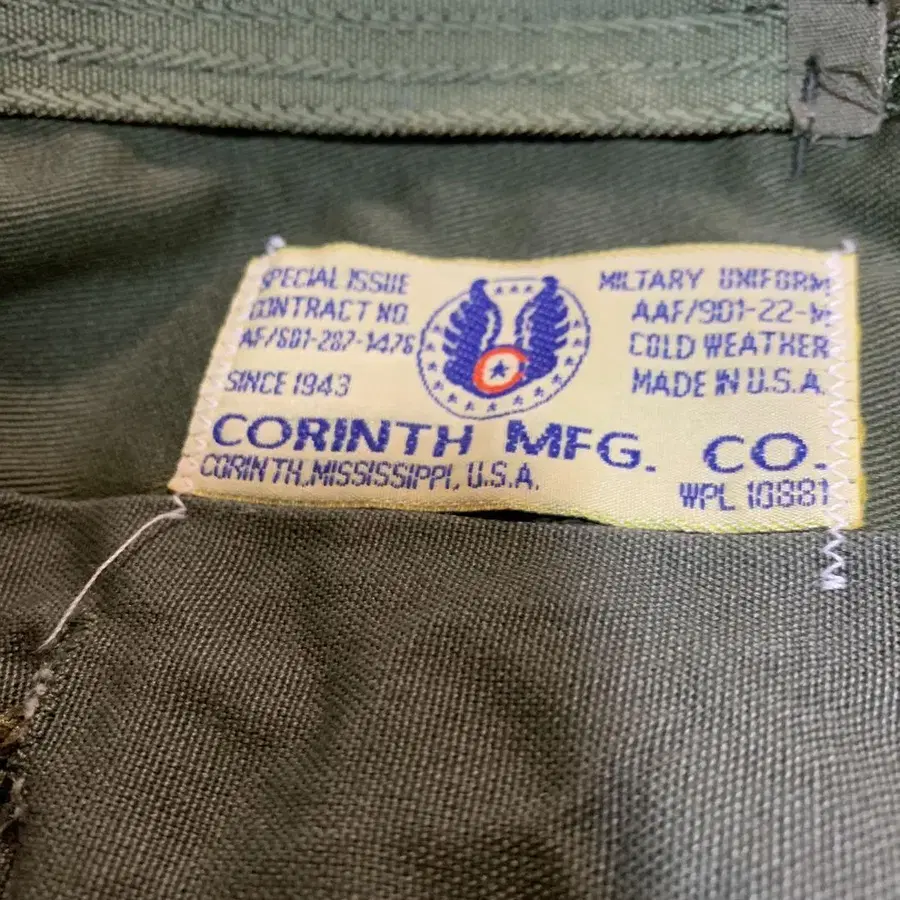 SPECIAL ISSUE
CONTRACT NO.
AF/S01-287-1476
SINCE 1943
C
MILTARY UNIFORM
AAF/901-22-M
COLD WEATHER
MADE IN U.S.A.
CORINTH MFG. CO.
CORINTH, MISSISSIPPI, U.S.A.
WPL 10881